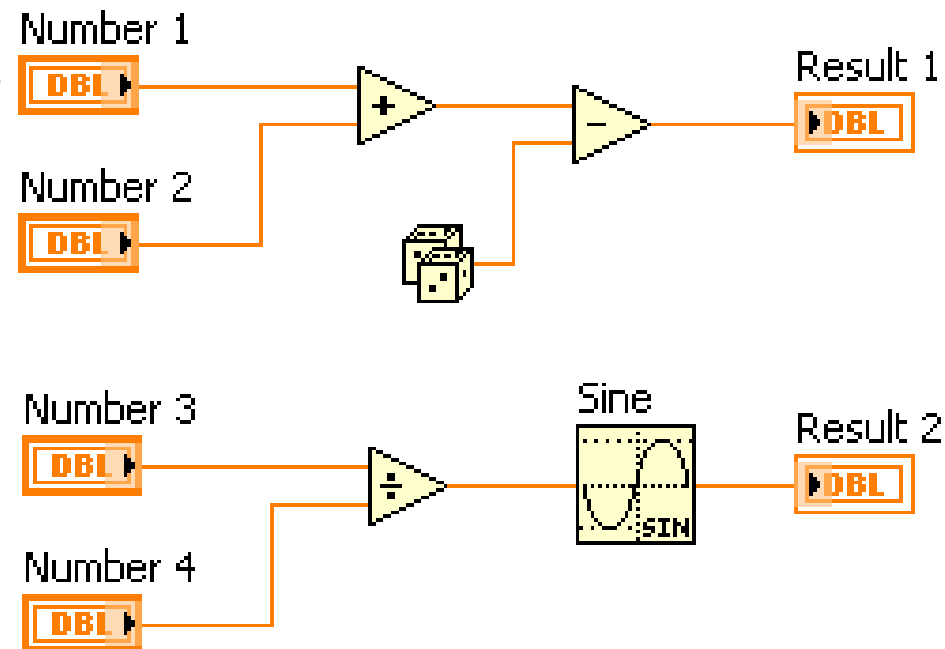 Number 1
DBL
+
Result 1
DBL
−
Number 2
DBL
Number 3
DBL
Sine
SIN
Result 2
DBL
÷
Number 4
DBL